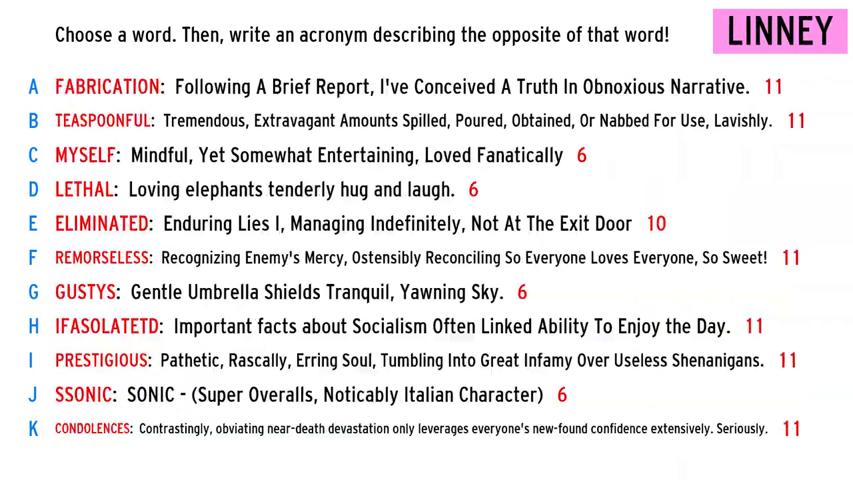 Choose a word. Then, write an acronym describing the opposite of that word!
LINNEY
A FABRICATION: Following A Brief Report, I've Conceived A Truth In Obnoxious Narrative. 11
B TEASPOONFUL: Tremendous, Extravagant Amounts Spilled, Poured, Obtained, Or Nabbed For Use, Lavishly. 11
C MYSELF: Mindful, Yet Somewhat Entertaining, Loved Fanatically 6
D LETHAL: Loving elephants tenderly hug and laugh. 6
E ELIMINATED: Enduring Lies I, Managing Indefinitely, Not At The Exit Door 10
F REMORSELESS: Recognizing Enemy's Mercy, Ostensibly Reconciling So Everyone Loves Everyone, So Sweet! 11
G GUSTYS: Gentle Umbrella Shields Tranquil, Yawning Sky. 6
H IFASOLATETD: Important facts about Socialism Often Linked Ability To Enjoy the Day. 11
I PRESTIGIOUS: Pathetic, Rascally, Erring Soul, Tumbling Into Great Infamy Over Useless Shenanigans. 11
J SSONIC: SONIC - (Super Overalls, Noticably Italian Character) 6
K CONDOLENCES: Contrastingly, obviating near-death devastation only leverages everyone's new-found confidence extensively. Seriously. 11